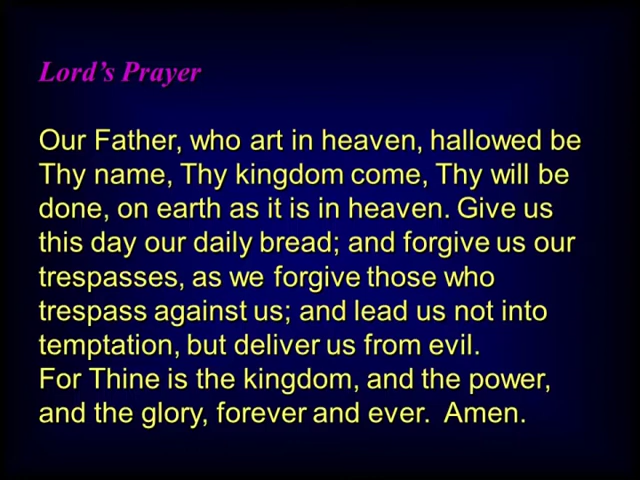 Lord’s Prayer
Our Father, who art in heaven, hallowed be
Thy name, Thy kingdom come, Thy will be
done, on earth as it is in heaven. Give us
this day our daily bread; and forgive us our
trespasses, as we forgive those who
trespass against us; and lead us not into
temptation, but deliver us from evil.
For Thine is the kingdom, and the power,
and the glory, forever and ever.  Amen.